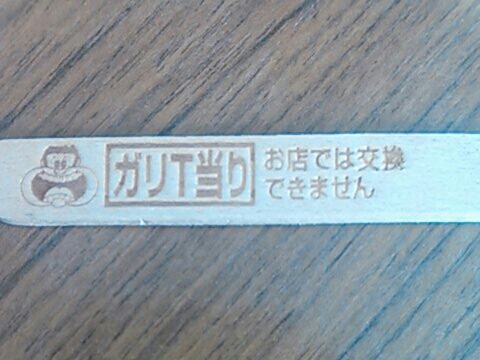 ガリT当り
お店では交換
できません